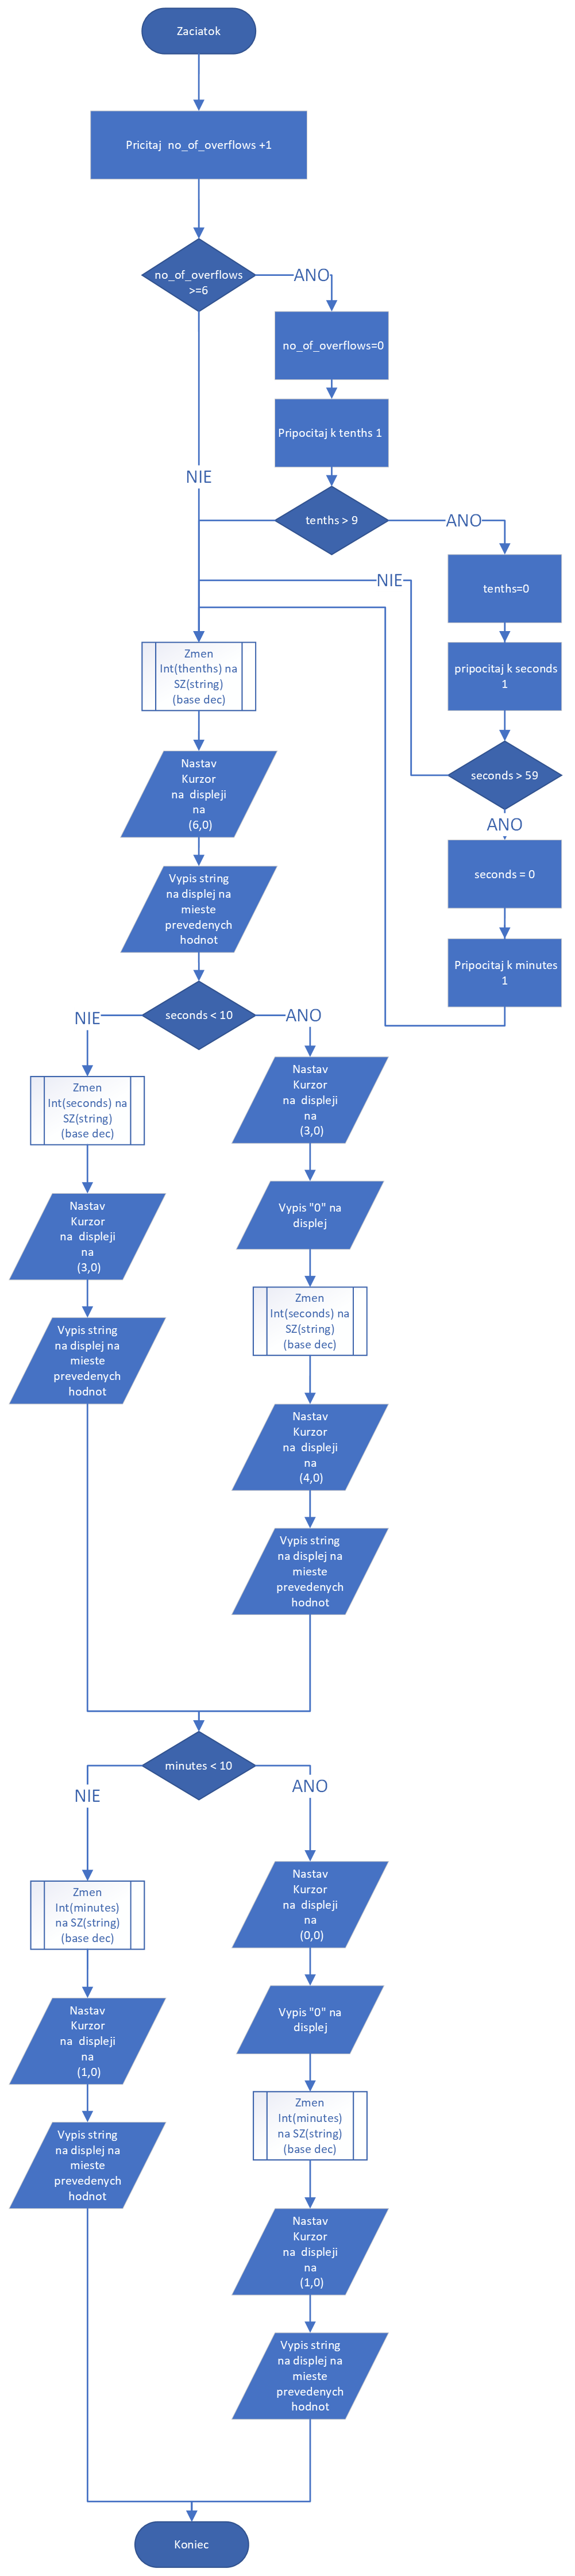 Zaciatok
Pricitaj no_of_overflows +1
no_of_overflows
>=6
ANO
no_of_overflows=0
Pripocitaj k tenths 1
NIE
tenths > 9
ANO
NIE
tenths=0
pripocitaj k seconds
1
seconds > 59
ANO
seconds = 0
Pripocitaj k minutes
1
Zmen
Int(thenths) na
SZ(string)
(base dec)
Nastav
Kurzor
na displeji
na
(6,0)
Vypis string
na displej na
mieste
prevedenych
hodnot
seconds < 10
NIE
Zmen
Int(seconds) na
SZ(string)
(base dec)
Nastav
Kurzor
na displeji
na
(3,0)
Vypis string
na displej na
mieste
prevedenych
hodnot
ANO
Nastav
Kurzor
na displeji
na
(3,0)
Vypis "0" na
displej
Zmen
Int(seconds) na
SZ(string)
(base dec)
Nastav
Kurzor
na displeji
na
(4,0)
Vypis string
na displej na
mieste
prevedenych
hodnot
minutes < 10
NIE
Zmen
Int(minutes)
na SZ(string)
(base dec)
Nastav
Kurzor
na displeji
na
(1,0)
Vypis string
na displej na
mieste
prevedenych
hodnot
ANO
Nastav
Kurzor
na displeji
na
(0,0)
Vypis "0" na
displej
Zmen
Int(minutes)
na SZ(string)
(base dec)
Nastav
Kurzor
na displeji
na
(1,0)
Vypis string
na displej na
mieste
prevedenych
hodnot
Koniec